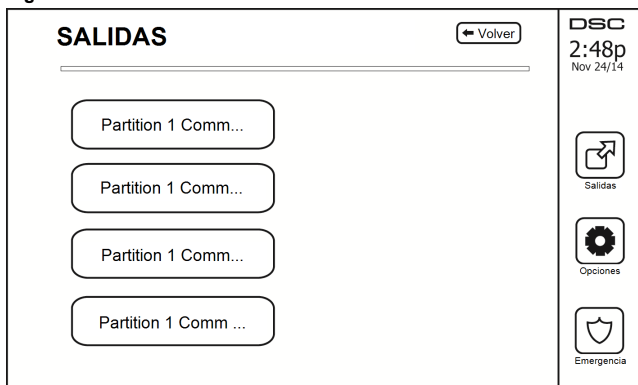 SALIDAS
Volver
Partition 1 Comm...
Partition 1 Comm...
Partition 1 Comm...
Partition 1 Comm ...
DSC
2:48p
Nov 24/14
Salidas
Opciones
Emergencia